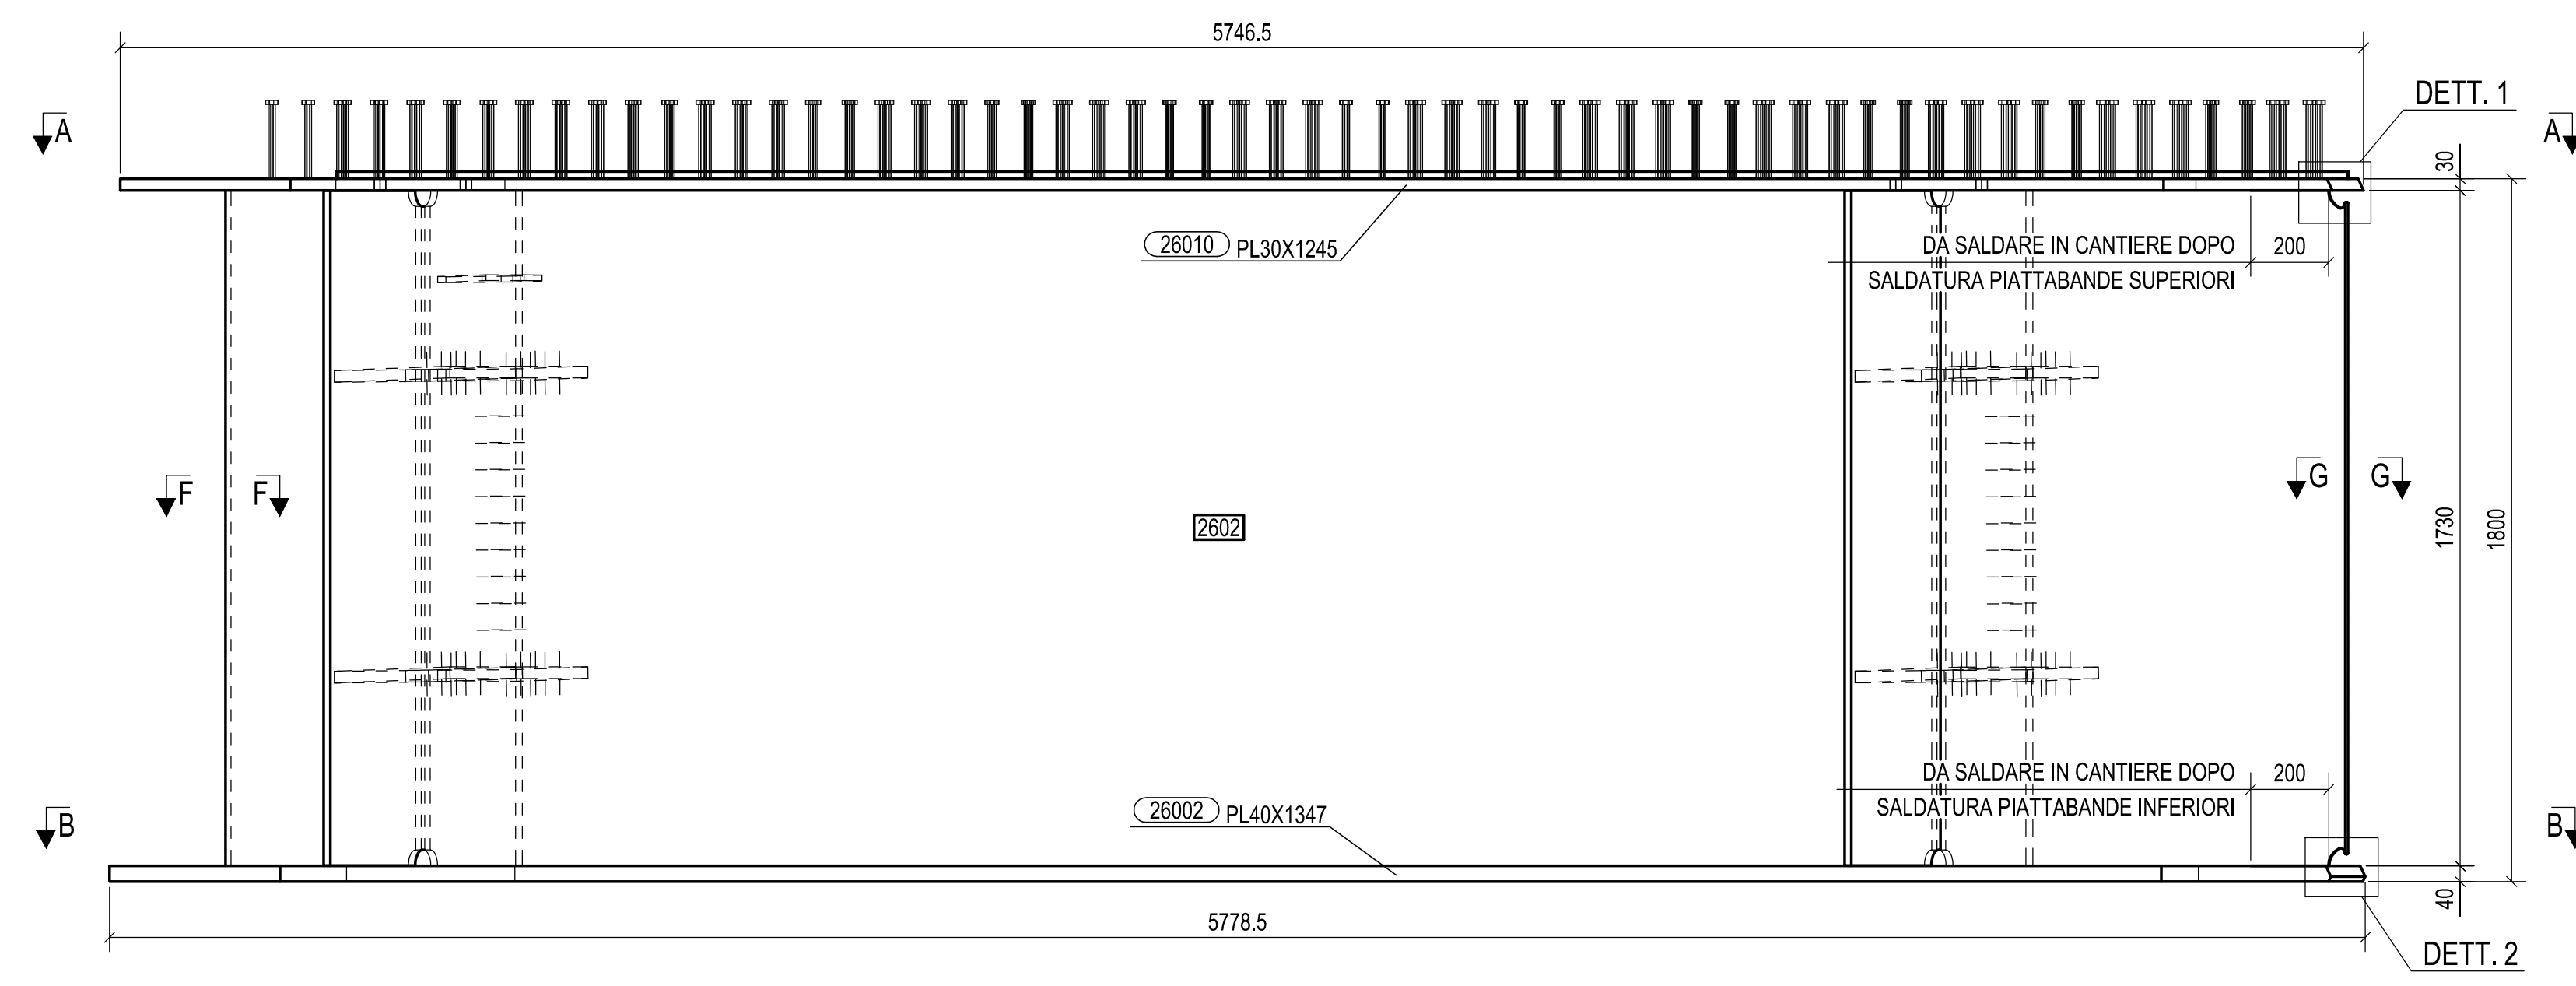 5746.5
DETT. 1
A
A
30
26010 PL30X1245
DA SALDARE IN CANTIERE DOPO
200
SALDATURA PIATTABANDE SUPERIORI
F
F
G
G
2602
1730
1800
DA SALDARE IN CANTIERE DOPO
200
SALDATURA PIATTABANDE INFERIORI
26002 PL40X1347
B
B
40
5778.5
DETT. 2